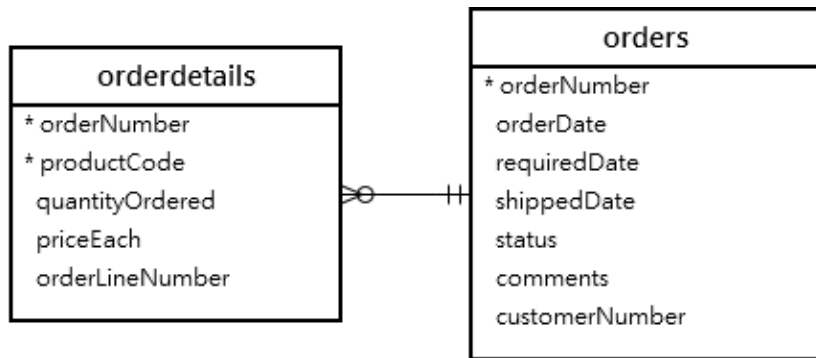 orderdetails
* orderNumber
* productCode
quantityOrdered
priceEach
orderLineNumber
orders
* orderNumber
orderDate
requiredDate
shippedDate
status
comments
customerNumber